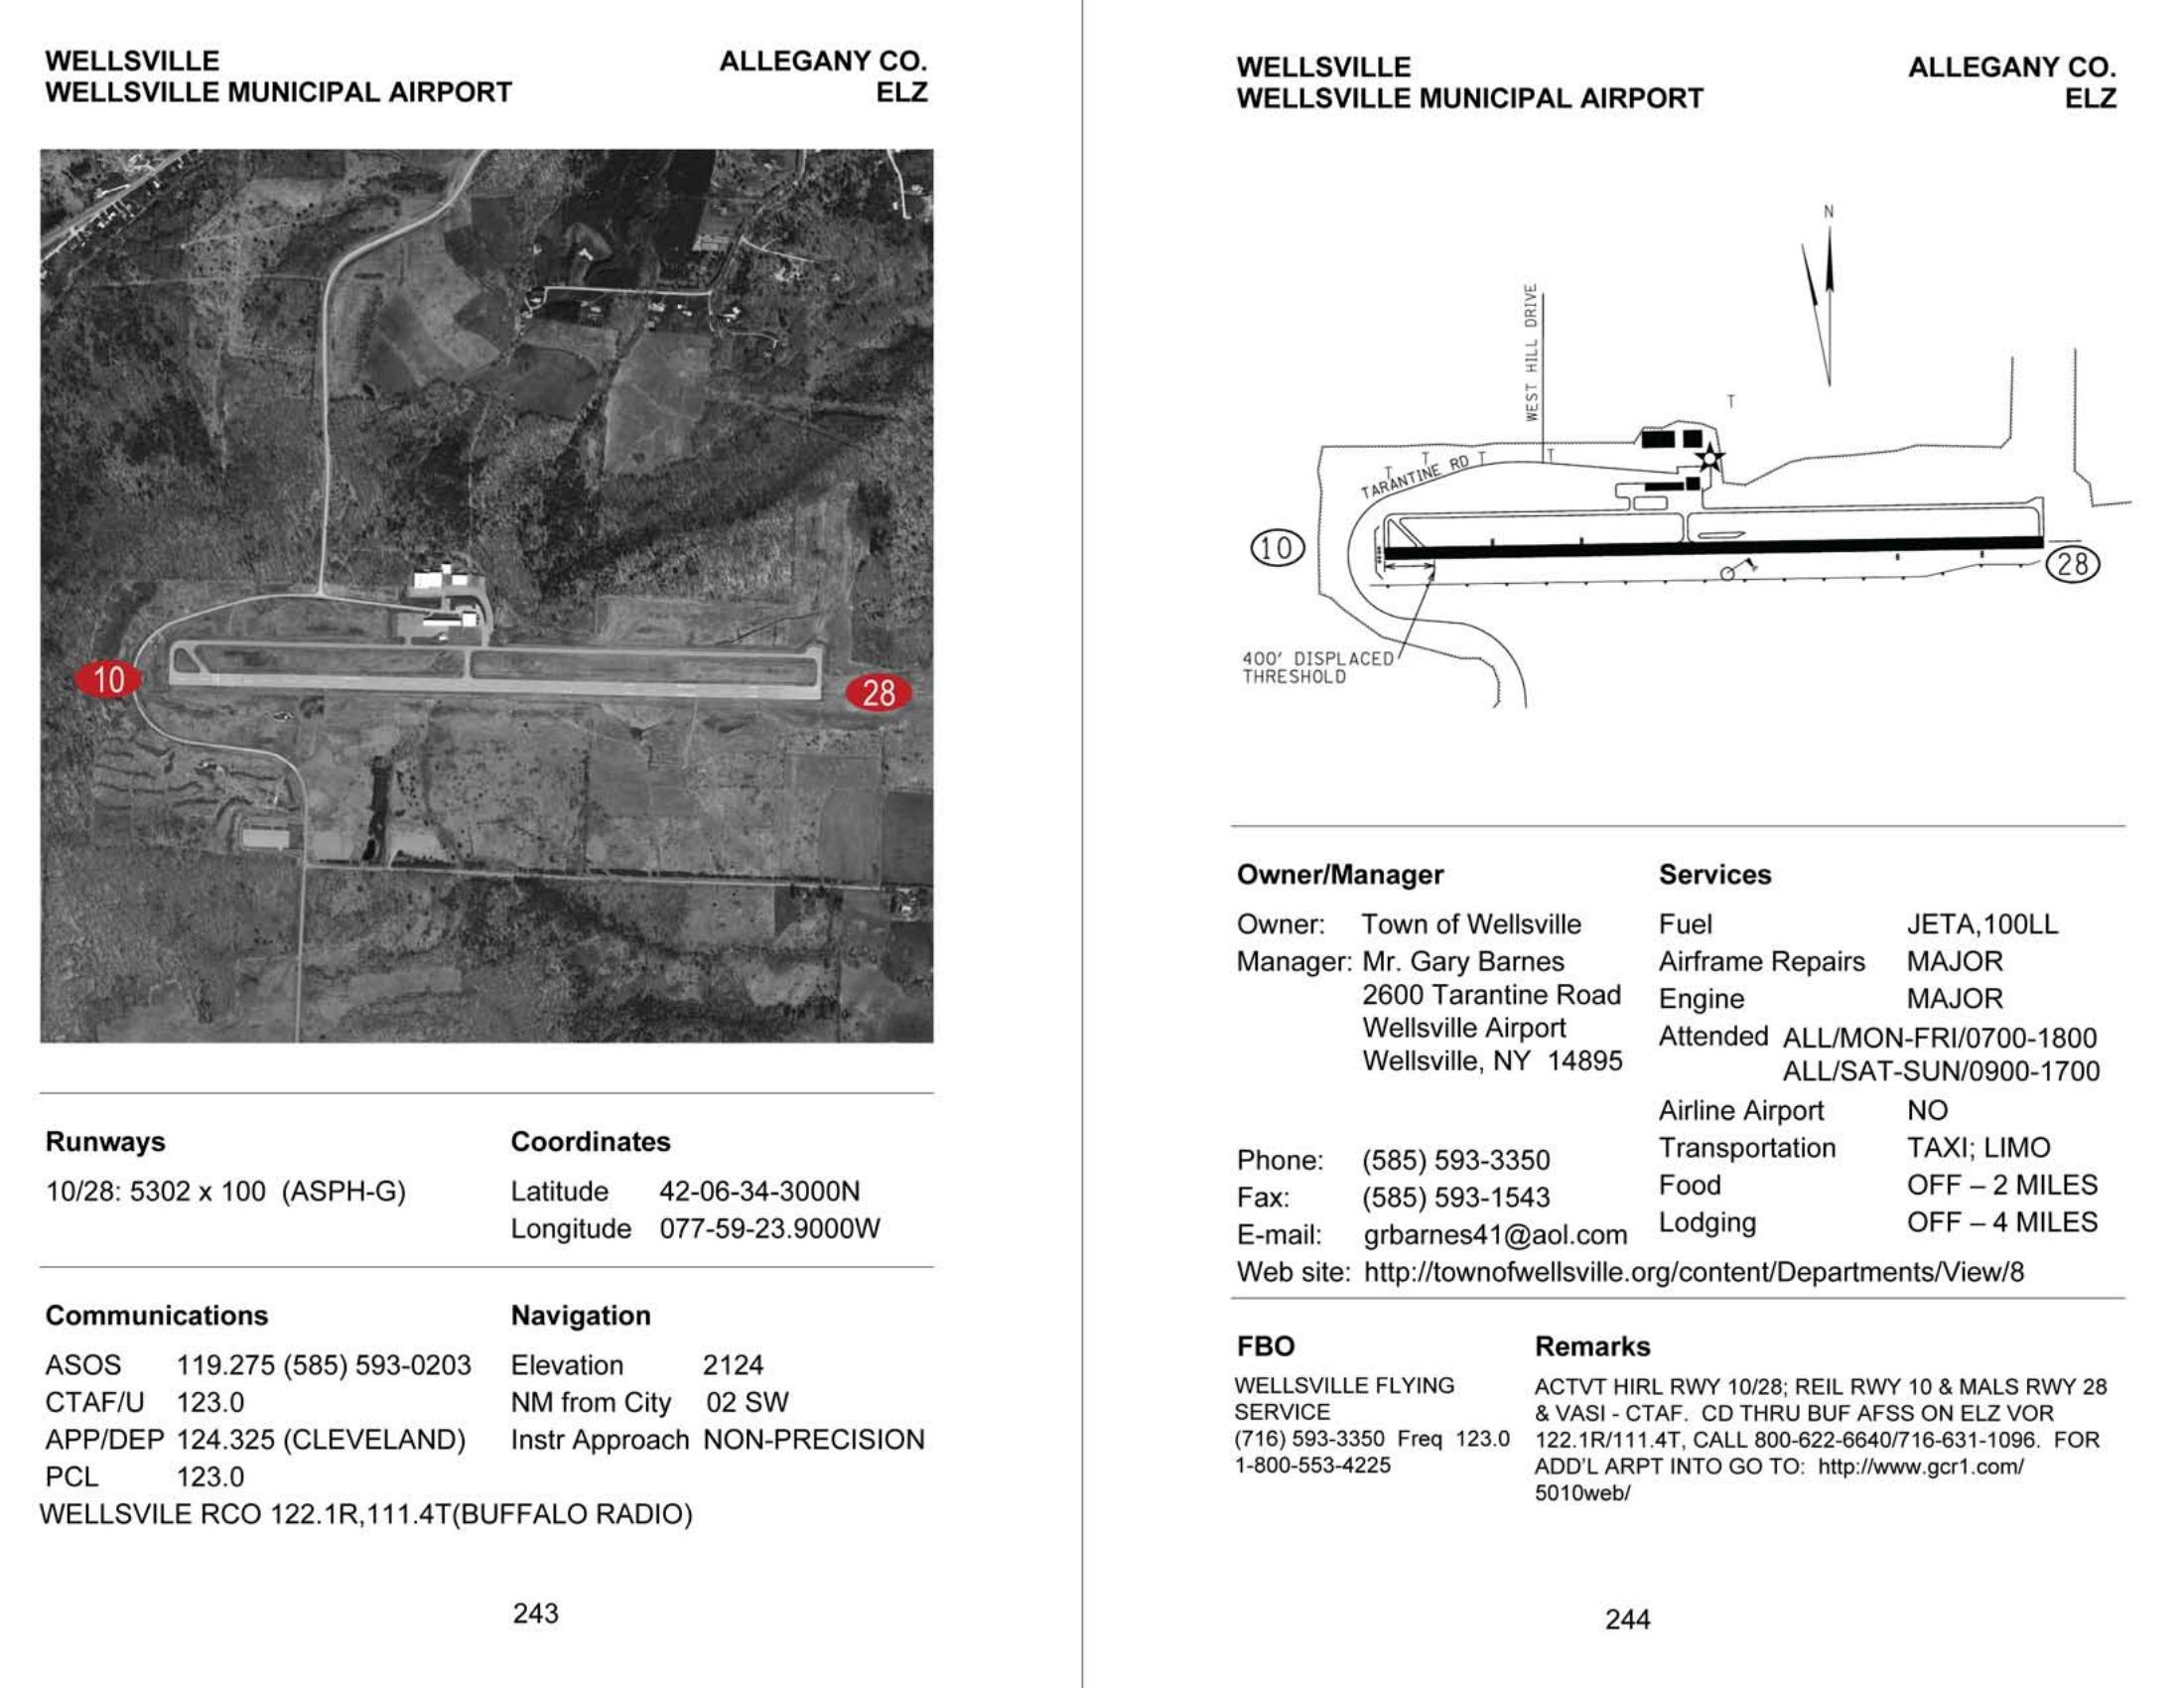 WELLSVILLE ALLEGANY CO.
WELLSVILLE MUNICIPAL AIRPORT ELZ
10
28
Runways
10/28: 5302 x 100 (ASPH-G)
Coordinates
Latitude 42-06-34-3000N
Longitude 077-59-23.9000W
Communications
ASOS 119.275 (585) 593-0203
CTAF/U 123.0
APP/DEP 124.325 (CLEVELAND)
PCL 123.0
WELLSVILE RCO 122.1R,111.4T(BUFFALO RADIO)
Navigation
Elevation 2124
NM from City 02 SW
Instr Approach NON-PRECISION
243
WELLSVILLE ALLEGANY CO.
WELLSVILLE MUNICIPAL AIRPORT ELZ
N
WEST HILL DRIVE
T
T
T
T
T
TARANTINE RD
10
28
400' DISPLACED
THRESHOLD
Owner/Manager
Owner: Town of Wellsville
Manager: Mr. Gary Barnes
2600 Tarantine Road
Wellsville Airport
Wellsville, NY 14895
Phone: (585) 593-3350
Fax: (585) 593-1543
E-mail: grbarnes41@aol.com
Web site: http://townofwellsville.org/content/Departments/View/8
Services
Fuel JETA,100LL
Airframe Repairs MAJOR
Engine MAJOR
Attended ALL/MON-FRI/0700-1800
ALL/SAT-SUN/0900-1700
Airline Airport NO
Transportation TAXI; LIMO
Food OFF – 2 MILES
Lodging OFF – 4 MILES
FBO
WELLSVILLE FLYING
SERVICE
(716) 593-3350 Freq 123.0
1-800-553-4225
Remarks
ACTVT HIRL RWY 10/28; REIL RWY 10 & MALS RWY 28
& VASI - CTAF. CD THRU BUF AFSS ON ELZ VOR
122.1R/111.4T, CALL 800-622-6640/716-631-1096. FOR
ADD'L ARPT INTO GO TO: http://www.gcr1.com/
5010web/
244